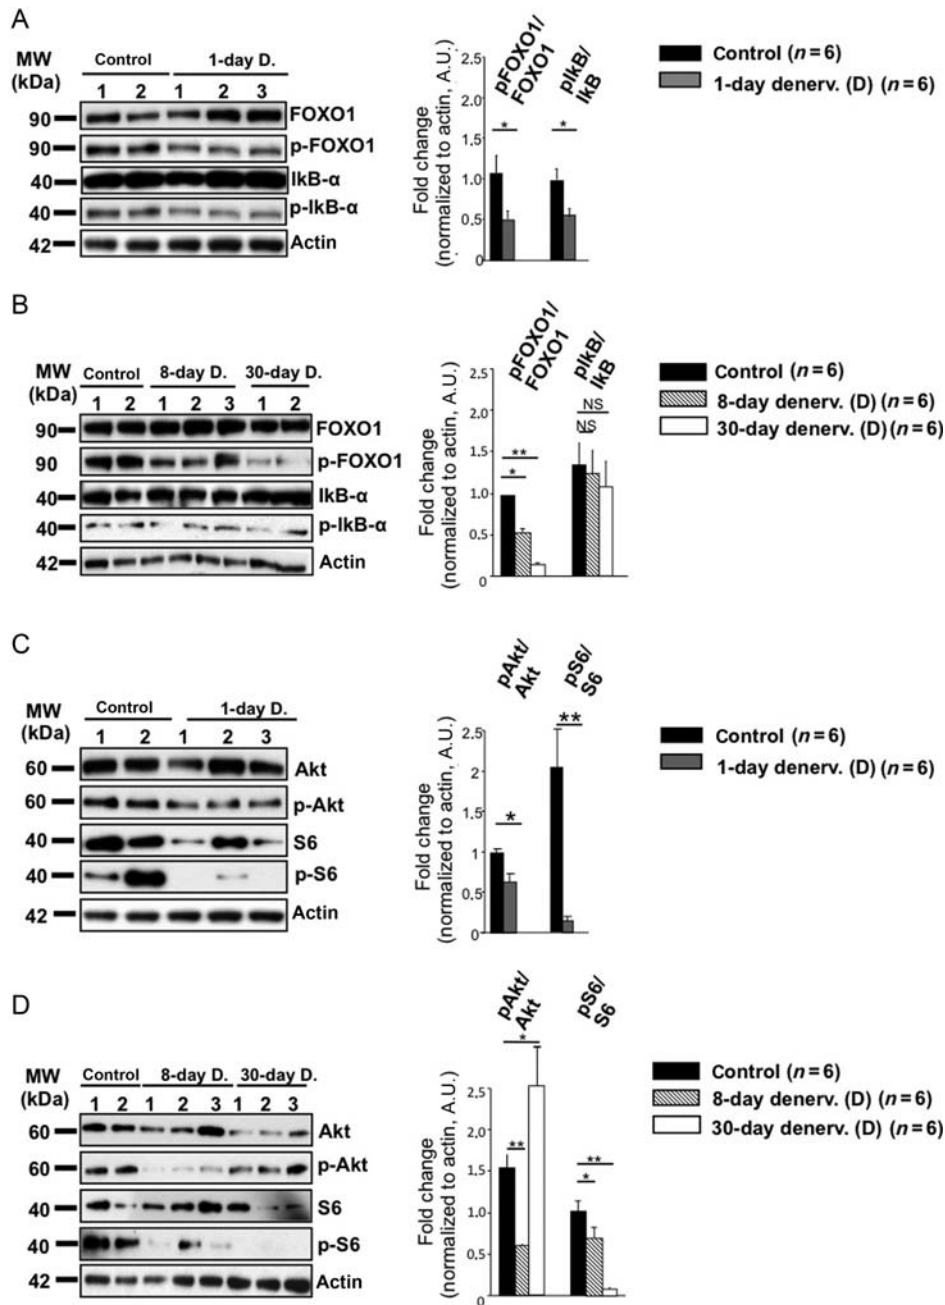 A
MW
(kDa)
Control
1-day D.
1 2 1 2 3
90 FOXO1
90 p-FOXO1
40 IkB-α
40 p-IkB-α
42 Actin
pFOXO1/
FOXO1
pIkB/
IkB
Fold change
(normalized to actin, A.U.)
2.5
2.0
1.5
1.0
0.5
0
* *
Control (n=6)
1-day denerv. (D) (n=6)
B
MW
(kDa)
Control 8-day D. 30-day D.
1 2 1 2 3 1 2
90 FOXO1
90 p-FOXO1
40 IkB-α
40 p-IkB-α
42 Actin
pFOXO1/
FOXO1
pIkB/
IkB
Fold change
(normalized to actin, A.U.)
2.5
2.0
1.5
1.0
0.5
0
**
*
NS
NS
Control (n=6)
8-day denerv. (D) (n=6)
30-day denerv. (D) (n=6)
C
MW
(kDa)
Control 1-day D.
1 2 1 2 3
60 Akt
60 p-Akt
40 S6
40 p-S6
42 Actin
pAkt/
Akt
pS6/
S6
Fold change
(normalized to actin, A.U.)
2.5
2
1.5
1
0.5
0
*
**
Control (n=6)
1-day denerv. (D) (n=6)
D
MW
(kDa)
Control 8-day D. 30-day D.
1 2 1 2 3 1 2 3
60 Akt
60 p-Akt
40 S6
40 p-S6
42 Actin
pAkt/
Akt
pS6/
S6
Fold change
(normalized to actin, A.U.)
2.5
2.0
1.5
1.0
0.5
0
*
**
**
*
Control (n=6)
8-day denerv. (D) (n=6)
30-day denerv. (D) (n=6)